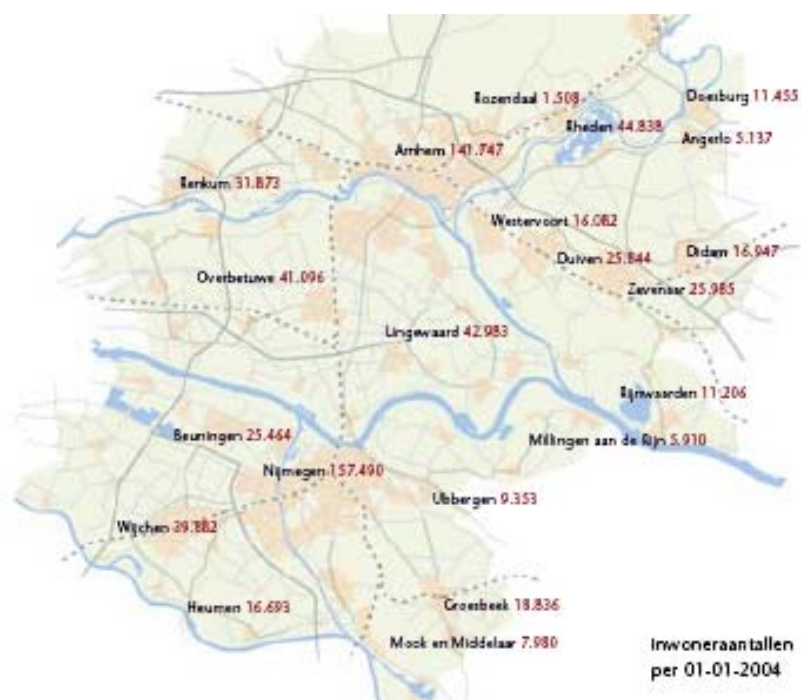 Rozendaal 1.508
Doesburg 11.455
Rheden 44.838
Angerlo 5.137
Arnhem 141.747
Renkum 31.873
Westervoort 16.082
Duiven 25.844
Didam 16.947
Overbetuwe 41.096
Zevenaar 25.985
Lingewaard 42.983
Rijnwaarden 11.206
Beuningen 25.464
Millingen aan de Rijn 5.910
Nijmegen 157.490
Ubbergen 9.353
Wijchen 39.882
Heumen 16.693
Groesbeek 18.836
Mook en Middelaar 7.980
Inwoneraantallen
per 01-01-2004